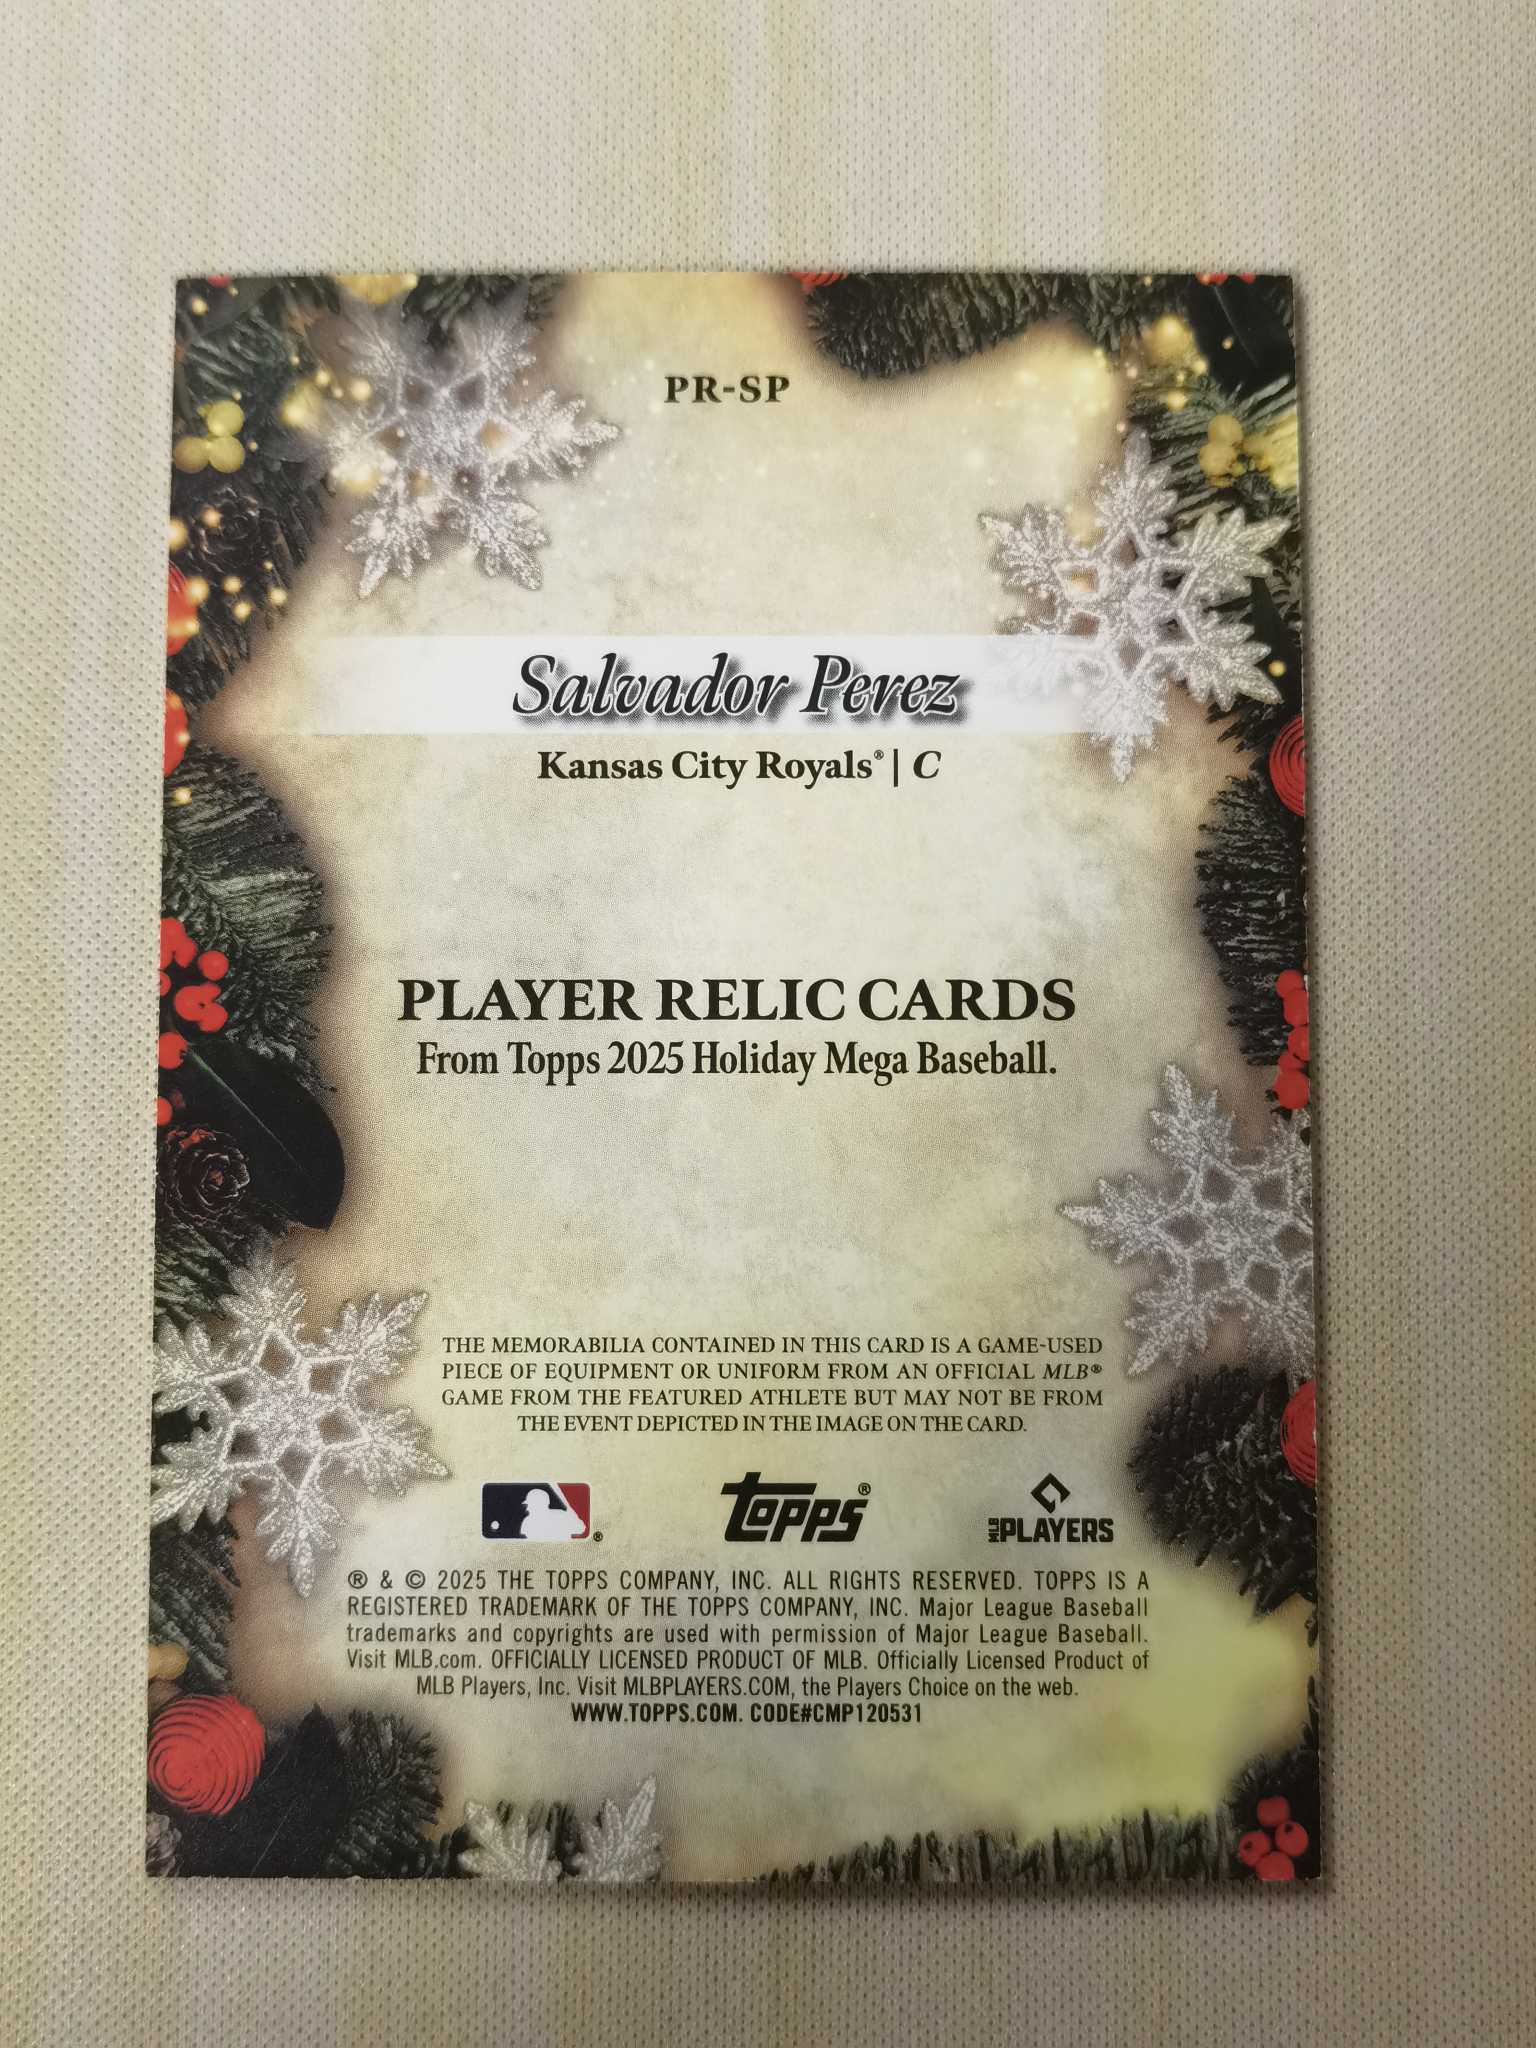 PR-SP
Salvador Perez
Kansas City Royals® | C
PLAYER RELIC CARDS
From Topps 2025 Holiday Mega Baseball.
THE MEMORABILIA CONTAINED IN THIS CARD IS A GAME-USED
PIECE OF EQUIPMENT OR UNIFORM FROM AN OFFICIAL MLB®
GAME FROM THE FEATURED ATHLETE BUT MAY NOT BE FROM
THE EVENT DEPICTED IN THE IMAGE ON THE CARD.
® topps® MLB PLAYERS
® & © 2025 THE TOPPS COMPANY, INC. ALL RIGHTS RESERVED. TOPPS IS A
REGISTERED TRADEMARK OF THE TOPPS COMPANY, INC. Major League Baseball
trademarks and copyrights are used with permission of Major League Baseball.
Visit MLB.com. OFFICIALLY LICENSED PRODUCT OF MLB. Officially Licensed Product of
MLB Players, Inc. Visit MLBPLAYERS.COM, the Players Choice on the web.
WWW.TOPPS.COM. CODE#CMP120531